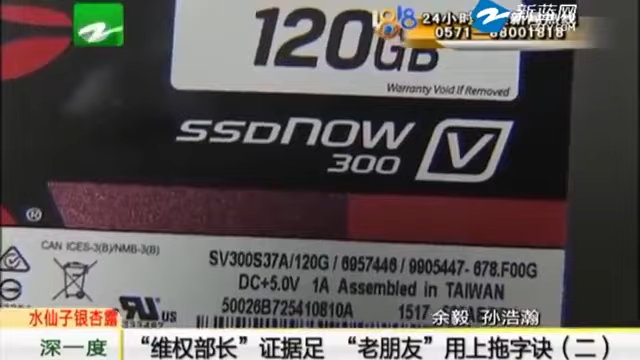 1818
24小时
新蓝网
0571-88001818
120GB
Warranty Void If Removed
SSDNOW
300 V
®
CAN ICES-3(B)/NMB-3(B)
SV300S37A/120G / 6957446 / 9905447-678.F00G
DC+5.0V 1A Assembled in TAIWAN
50026B725410810A
1517
US
余毅 孙浩瀚
水仙子银杏露
深一度
“维权部长”证据足 “老朋友”用上拖字诀(二)